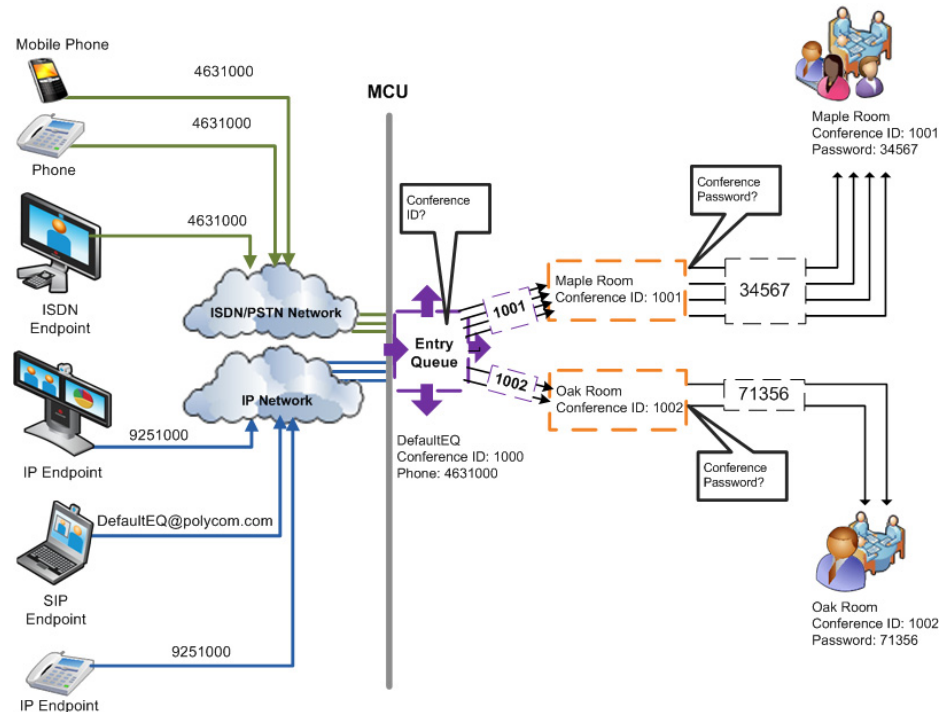 Mobile Phone
4631000
MCU
4631000
Phone
4631000
ISDN
Endpoint
ISDN/PSTN Network
IP Network
9251000
IP Endpoint
DefaultEQ@polycom.com
SIP
Endpoint
9251000
IP Endpoint
Conference
ID?
Entry
Queue
DefaultEQ
Conference ID: 1000
Phone: 4631000
1001
1002
Maple Room
Conference ID: 1001
Oak Room
Conference ID: 1002
Conference
Password?
Conference
Password?
34567
71356
Maple Room
Conference ID: 1001
Password: 34567
Oak Room
Conference ID: 1002
Password: 71356